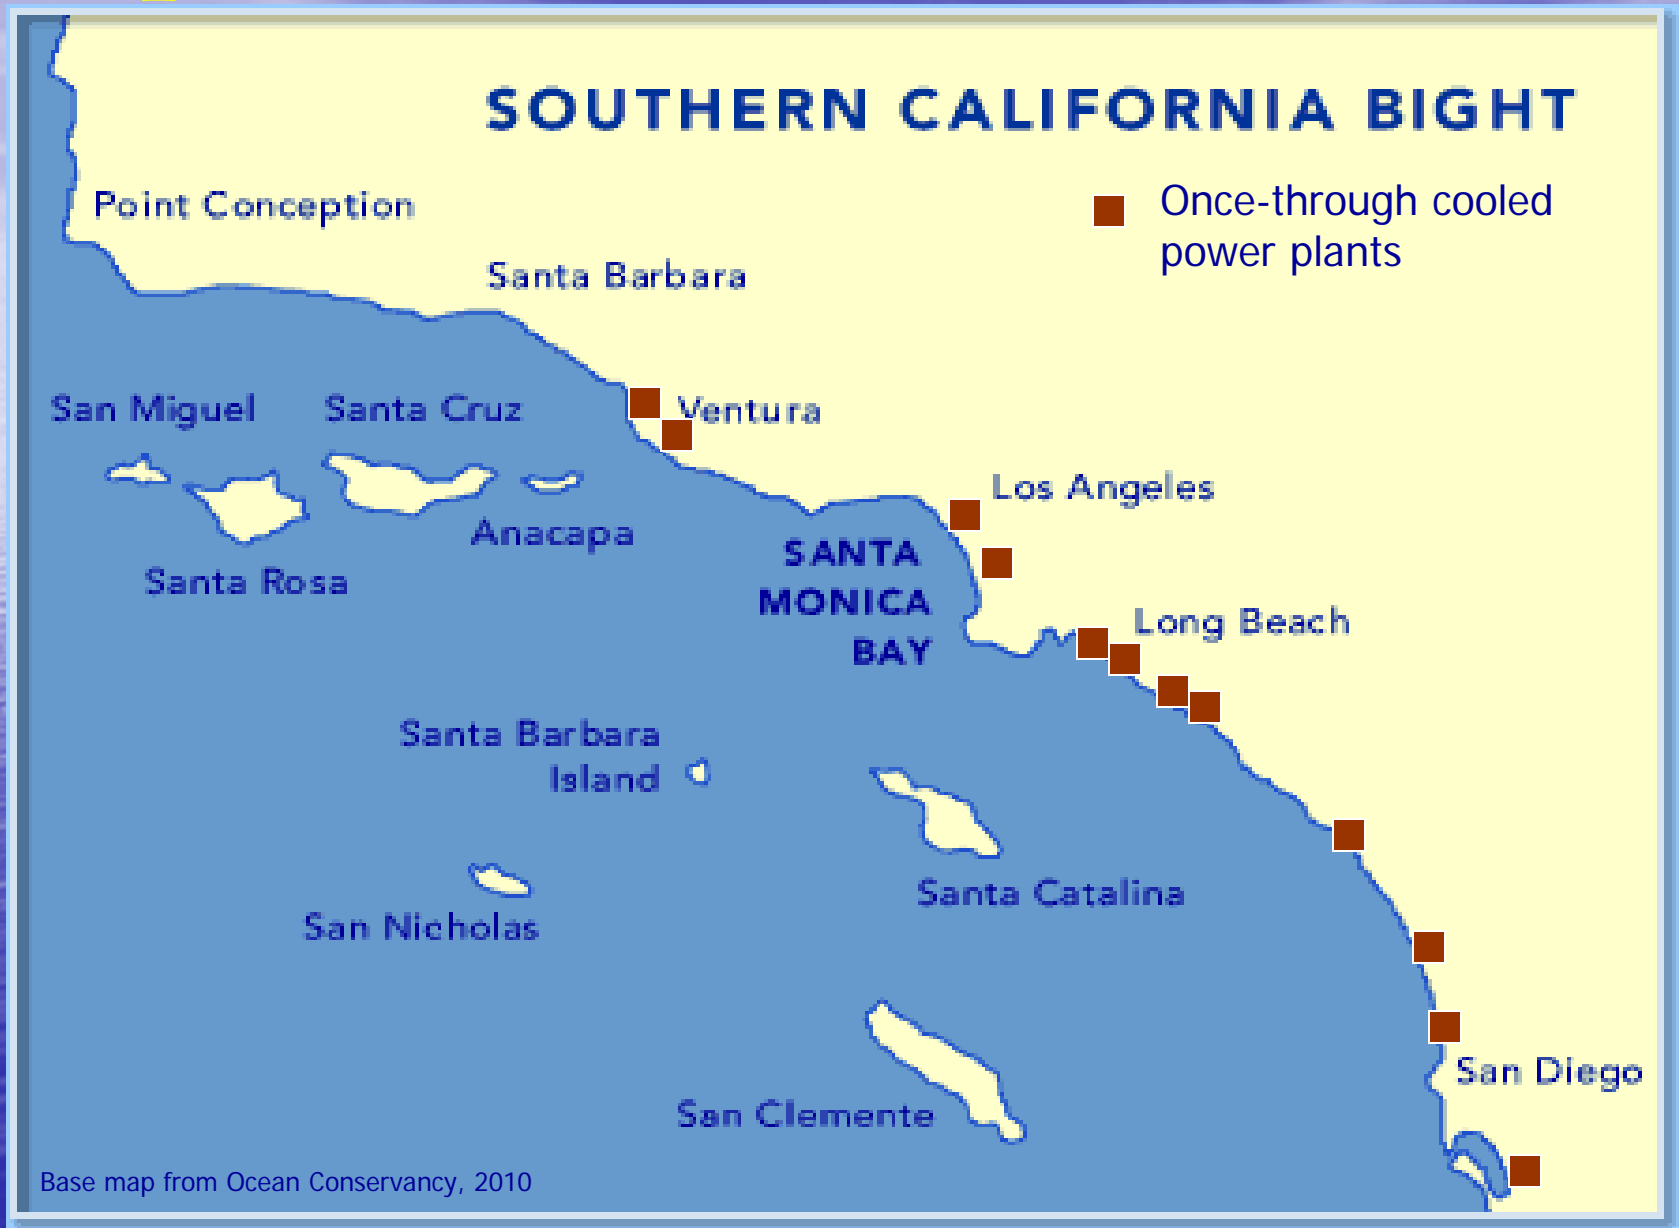 SOUTHERN CALIFORNIA BIGHT
Once-through cooled
power plants
Point Conception
Santa Barbara
San Miguel
Santa Cruz
Ventura
Anacapa
Santa Rosa
Los Angeles
SANTA
MONICA
BAY
Long Beach
Santa Barbara
Island
Santa Catalina
San Nicholas
San Clemente
San Diego
Base map from Ocean Conservancy, 2010